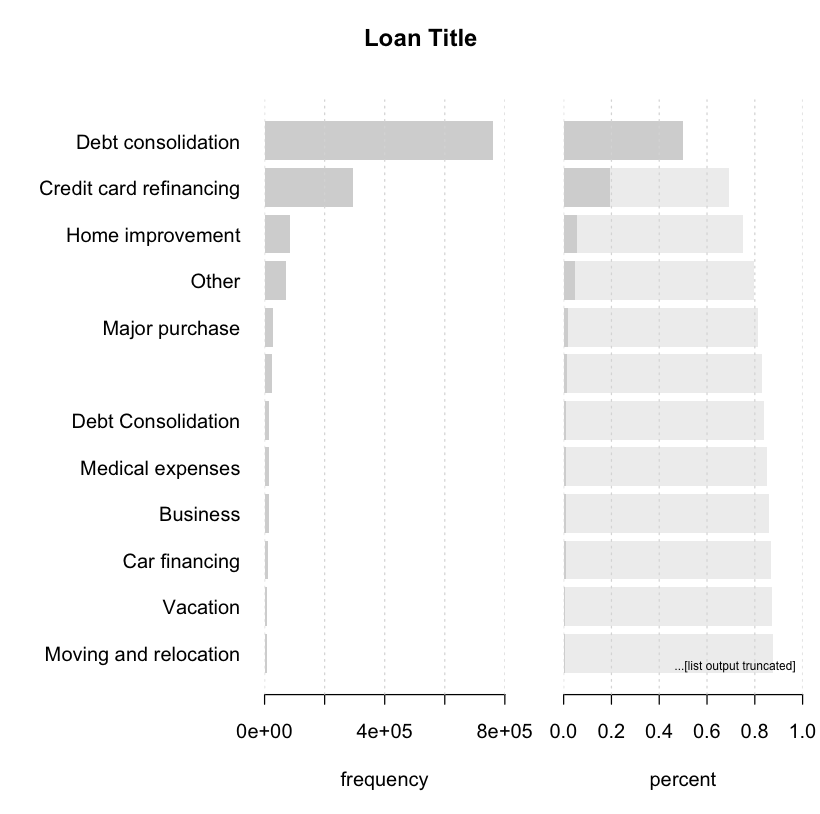 Loan Title
Debt consolidation
Credit card refinancing
Home improvement
Other
Major purchase
Debt Consolidation
Medical expenses
Business
Car financing
Vacation
Moving and relocation
...[list output truncated]
0e+00 4e+05 8e+05
0.0 0.2 0.4 0.6 0.8 1.0
frequency
percent